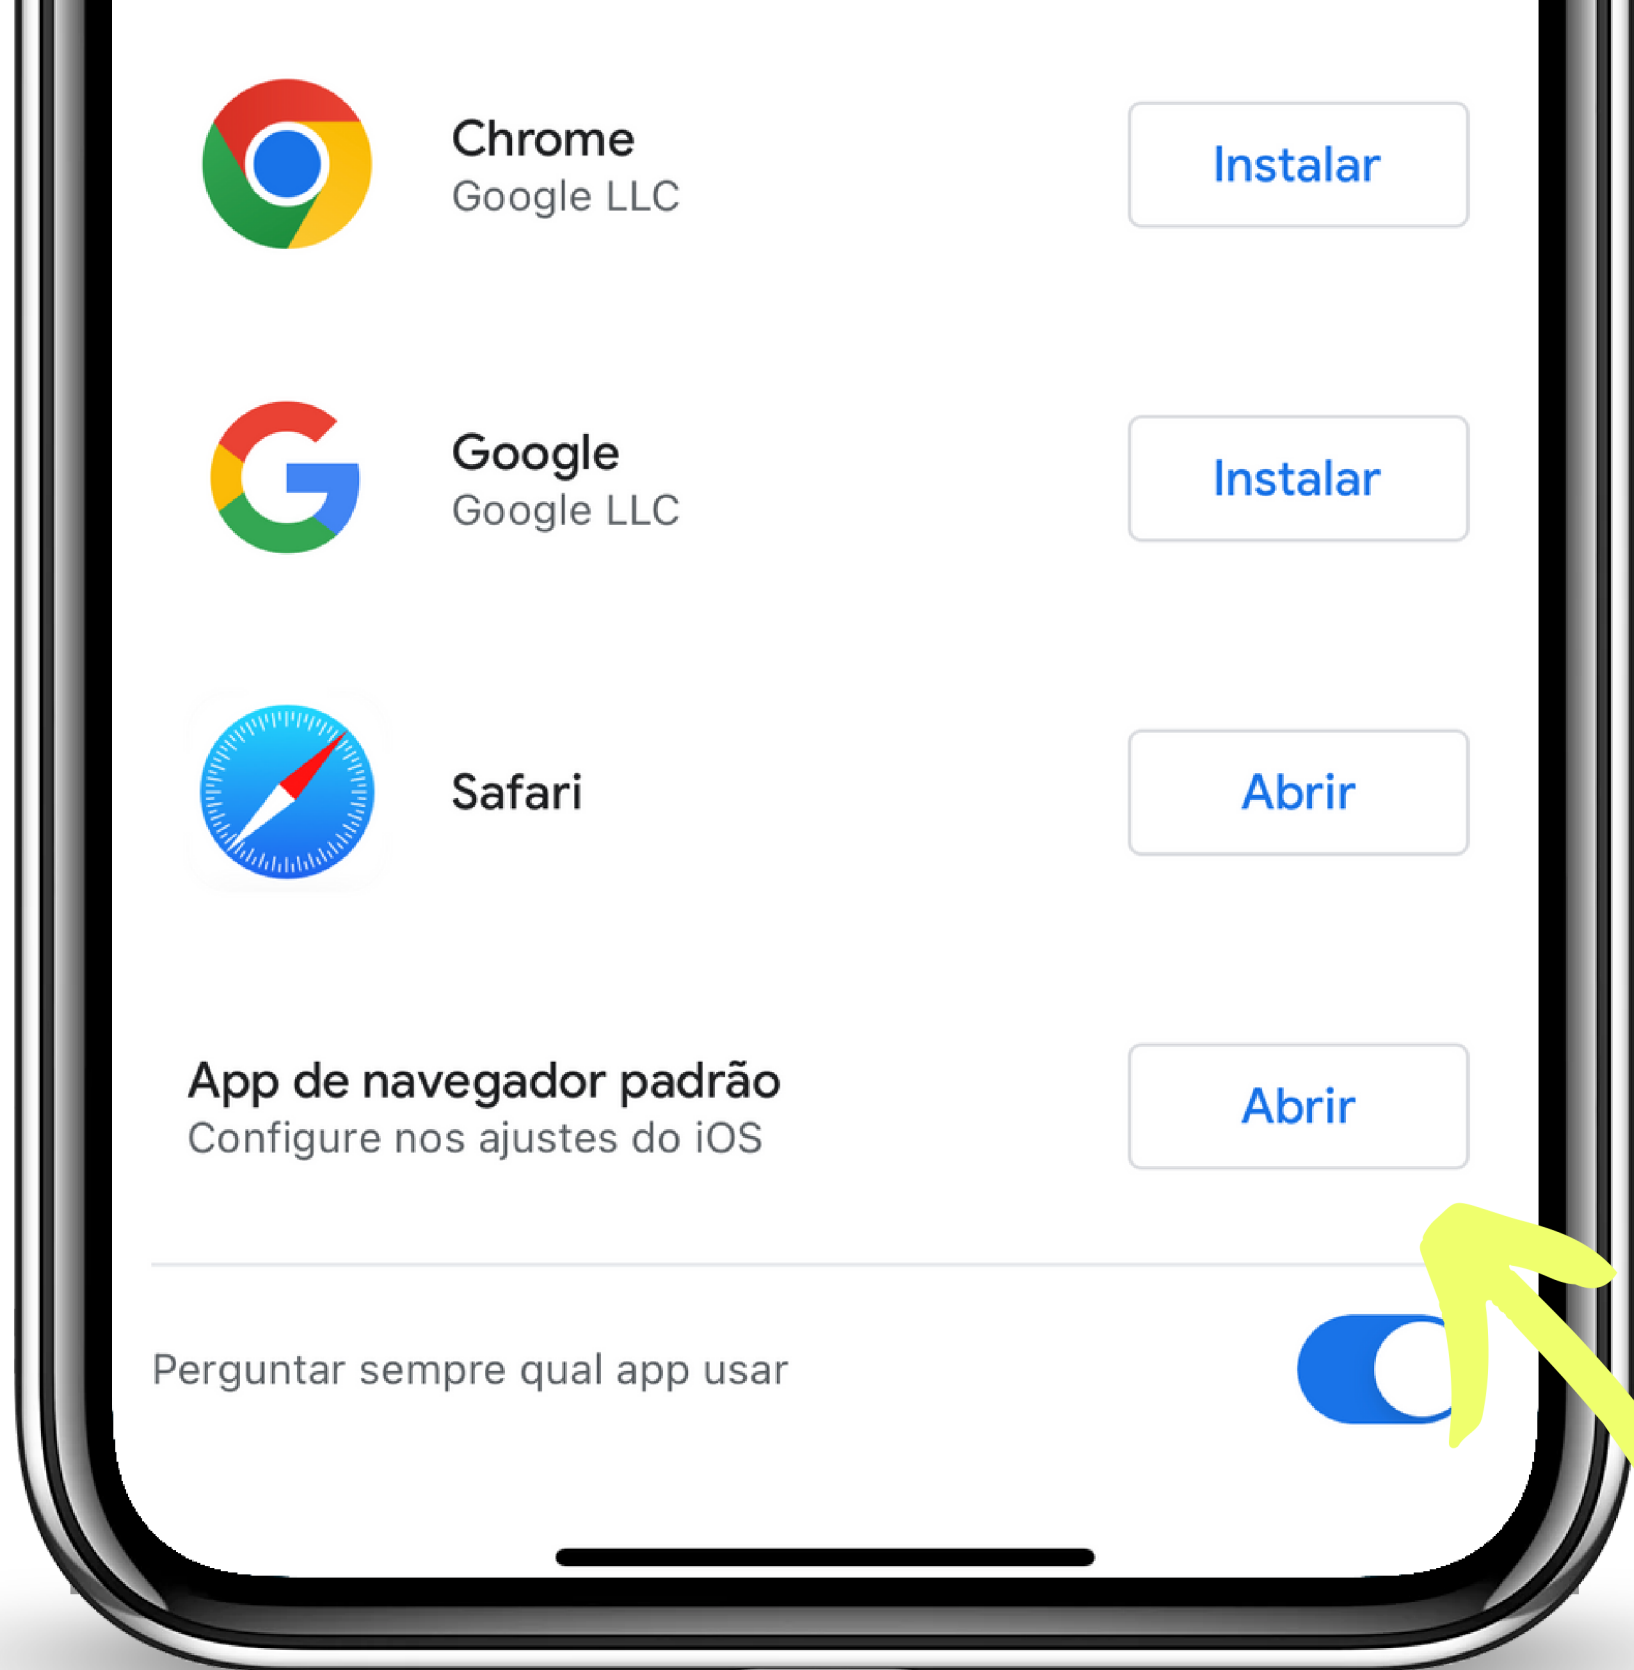 Chrome
Google LLC
Instalar
Google
Google LLC
Instalar
Safari
Abrir
App de navegador padrão
Configure nos ajustes do iOS
Abrir
Perguntar sempre qual app usar